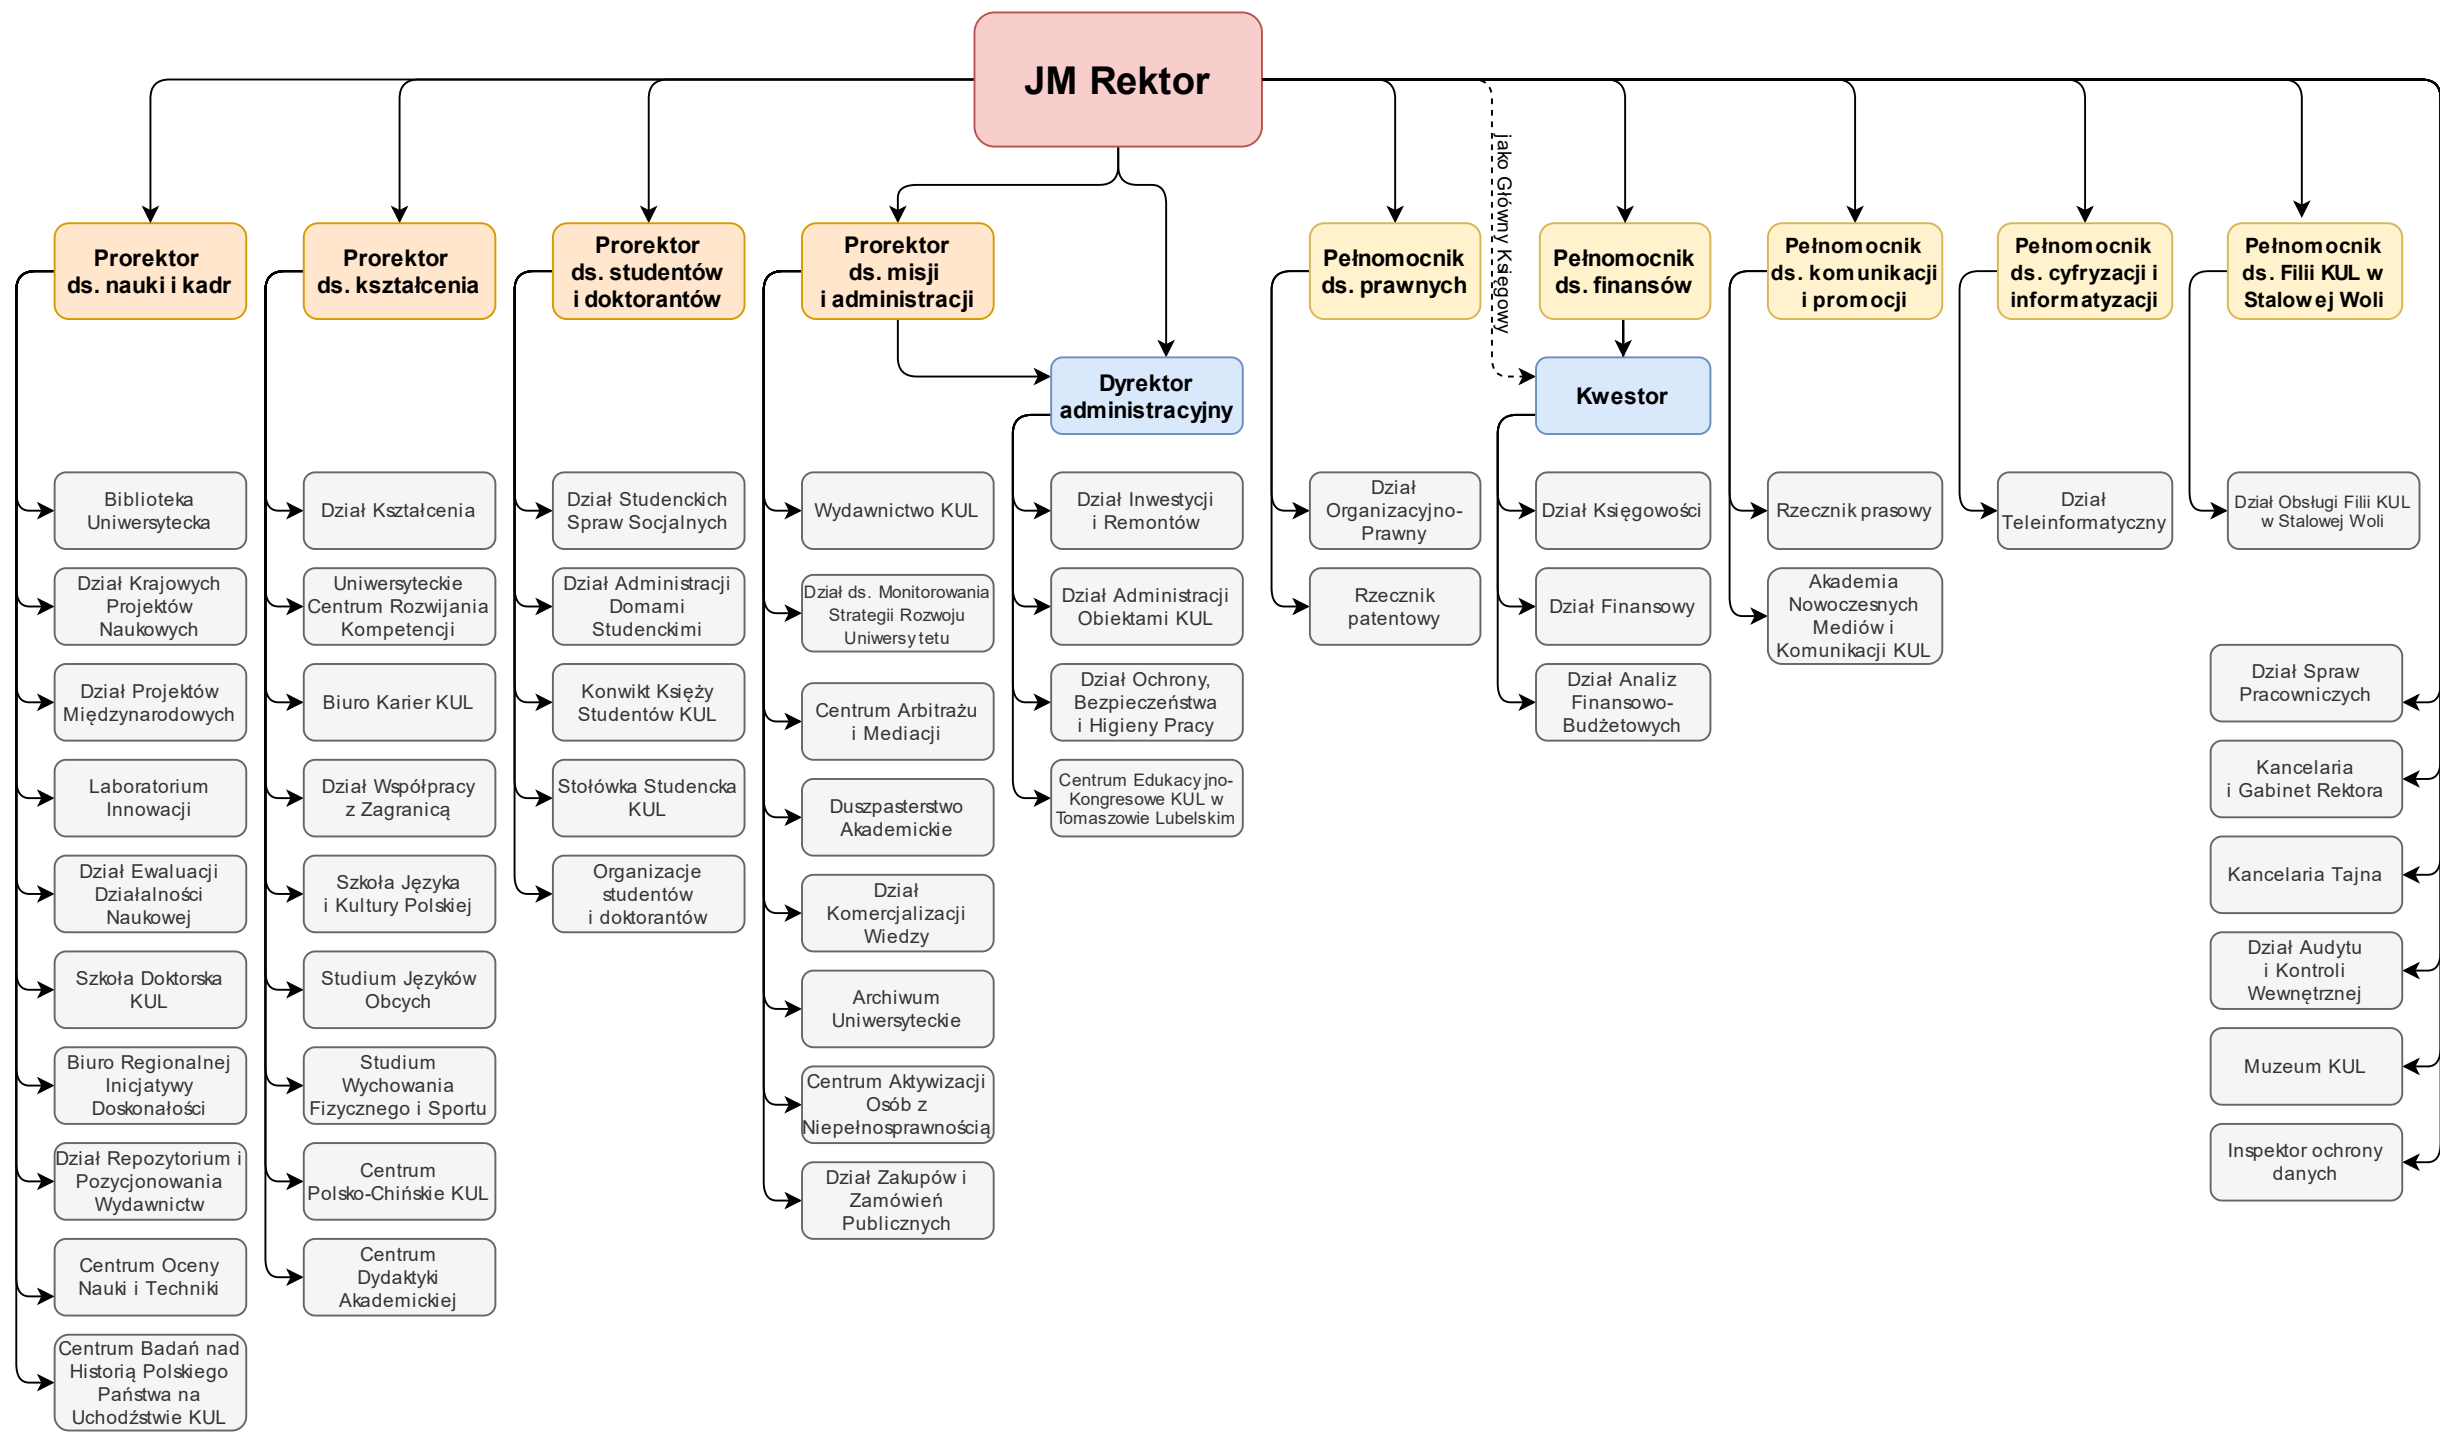 JM Rektor
jako Główny Księgowy
Prorektor
ds. nauki i kadr
Prorektor
ds. kształcenia
Prorektor
ds. studentów
i doktorantów
Prorektor
ds. misji
i administracji
Pełnomocnik
ds. prawnych
Pełnomocnik
ds. finansów
Pełnomocnik
ds. komunikacji
i promocji
Pełnomocnik
ds. cyfryzacji i
informatyzacji
Pełnomocnik
ds. Filii KUL w
Stalowej Woli
Dyrektor
administracyjny
Kwestor
Biblioteka
Uniwersytecka
Dział Krajowych
Projektów
Naukowych
Dział Projektów
Międzynarodowych
Laboratorium
Innowacji
Dział Ewaluacji
Działalności
Naukowej
Szkoła Doktorska
KUL
Biuro Regionalnej
Inicjatywy
Doskonałości
Dział Repozytorium i
Pozycjonowania
Wydawnictw
Centrum Oceny
Nauki i Techniki
Centrum Badań nad
Historią Polskiego
Państwa na
Uchodźstwie KUL
Dział Kształcenia
Uniwersyteckie
Centrum Rozwijania
Kompetencji
Biuro Karier KUL
Dział Współpracy
z Zagranicą
Szkoła Języka
i Kultury Polskiej
Studium Języków
Obcych
Studium
Wychowania
Fizycznego i Sportu
Centrum
Polsko-Chińskie KUL
Centrum
Dydaktyki
Akademickiej
Dział Studenckich
Spraw Socjalnych
Dział Administracji
Domami
Studenckimi
Konwikt Księży
Studentów KUL
Stołówka Studencka
KUL
Organizacje
studentów
i doktorantów
Wydawnictwo KUL
Dział ds. Monitorowania
Strategii Rozwoju
Uniwersytetu
Centrum Arbitrażu
i Mediacji
Duszpasterstwo
Akademickie
Dział
Komercjalizacji
Wiedzy
Archiwum
Uniwersyteckie
Centrum Aktywizacji
Osób z
Niepełnosprawnością
Dział Zakupów i
Zamówień
Publicznych
Dział Inwestycji
i Remontów
Dział Administracji
Obiektami KUL
Dział Ochrony,
Bezpieczeństwa
i Higieny Pracy
Centrum Edukacyjno-
Kongresowe KUL w
Tomaszowie Lubelskim
Dział
Organizacyjno-
Prawny
Rzecznik
patentowy
Dział Księgowości
Dział Finansowy
Dział Analiz
Finansowo-
Budżetowych
Rzecznik prasowy
Akademia
Nowoczesnych
Mediów i
Komunikacji KUL
Dział
Teleinformatyczny
Dział Obsługi Filii KUL
w Stalowej Woli
Dział Spraw
Pracowniczych
Kancelaria
i Gabinet Rektora
Kancelaria Tajna
Dział Audytu
i Kontroli
Wewnętrznej
Muzeum KUL
Inspektor ochrony
danych